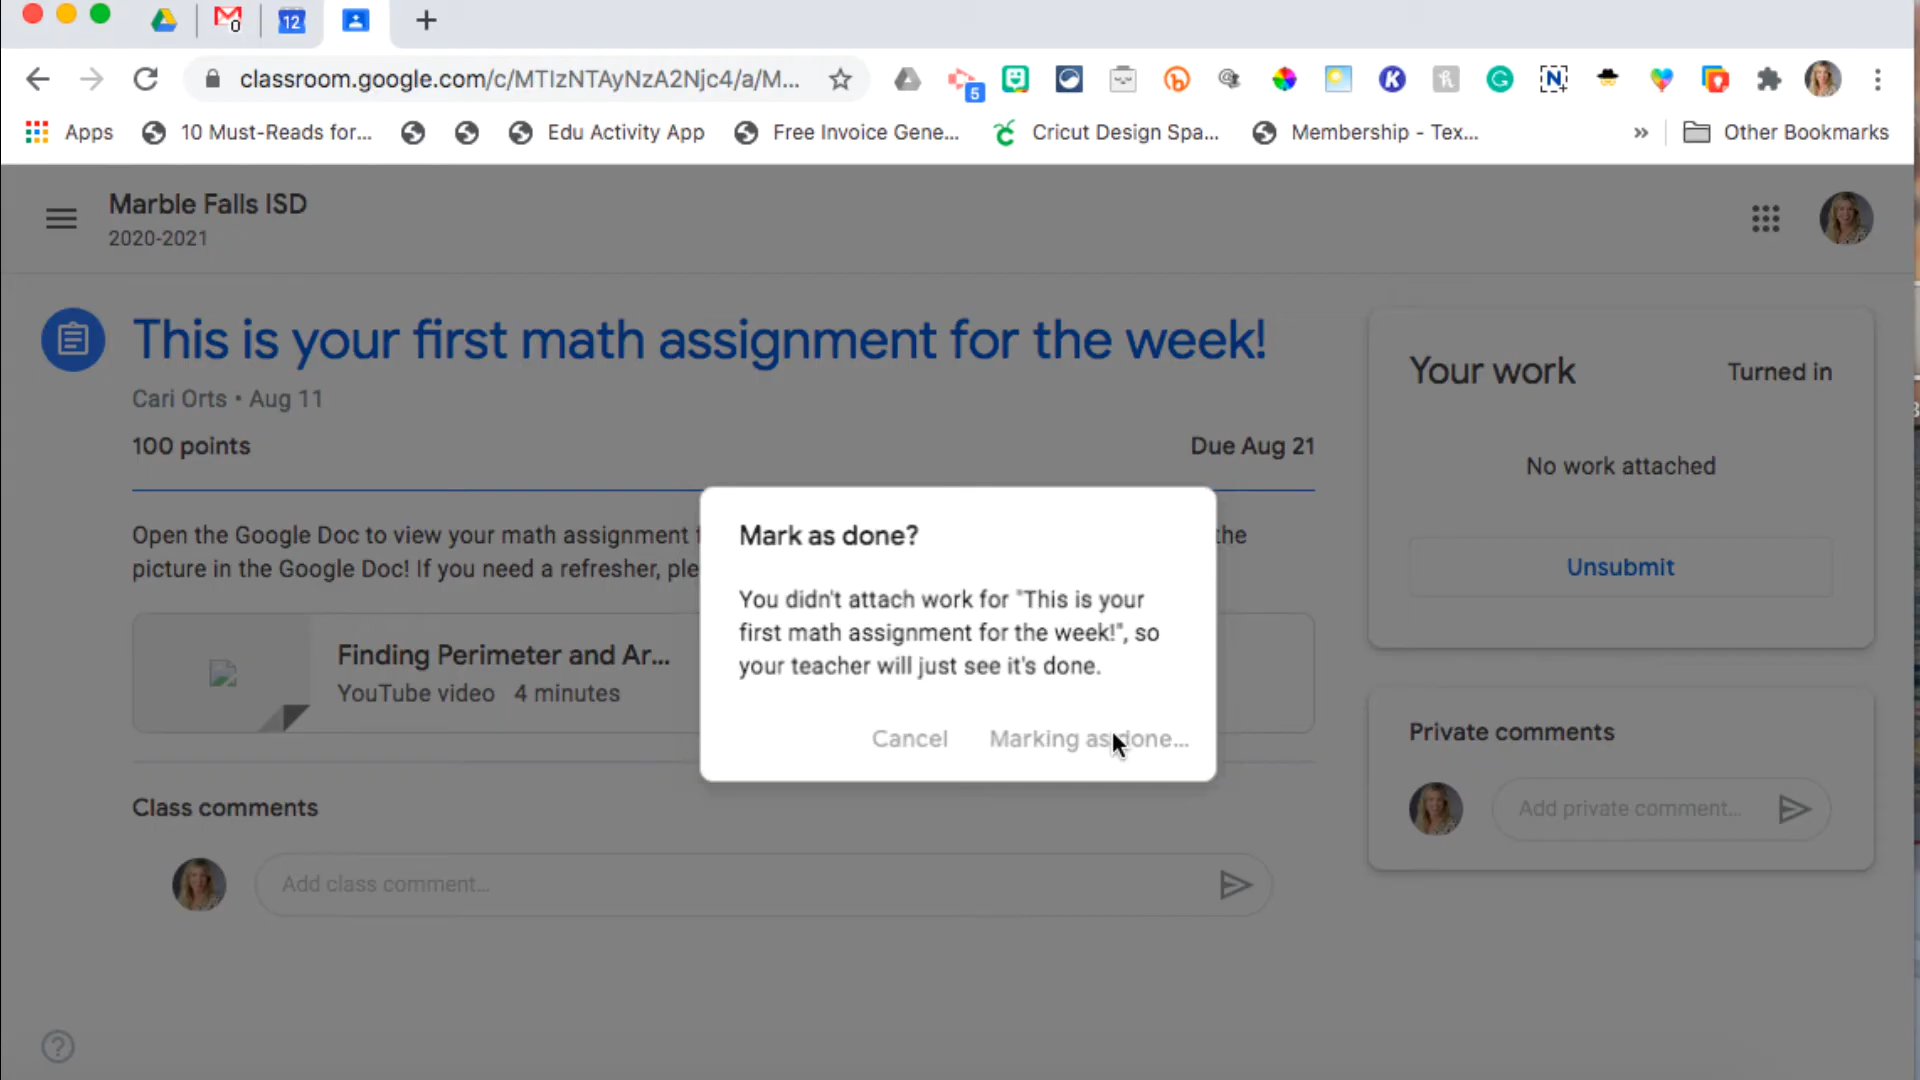 0
12
classroom.google.com/c/MTIzNTAyNzA2Njc4/a/M...
5
Apps
10 Must-Reads for...
Edu Activity App
Free Invoice Gene...
Cricut Design Spa...
Membership - Tex...
»
Other Bookmarks
Marble Falls ISD
2020-2021
This is your first math assignment for the week!
Cari Orts • Aug 11
100 points
Due Aug 21
Open the Google Doc to view your math assignment
the
picture in the Google Doc! If you need a refresher, ple
Finding Perimeter and Ar...
YouTube video 4 minutes
Class comments
Add class comment...
Mark as done?
You didn't attach work for "This is your
first math assignment for the week!", so
your teacher will just see it's done.
Cancel
Marking as done...
Your work
Turned in
No work attached
Unsubmit
Private comments
Add private comment...